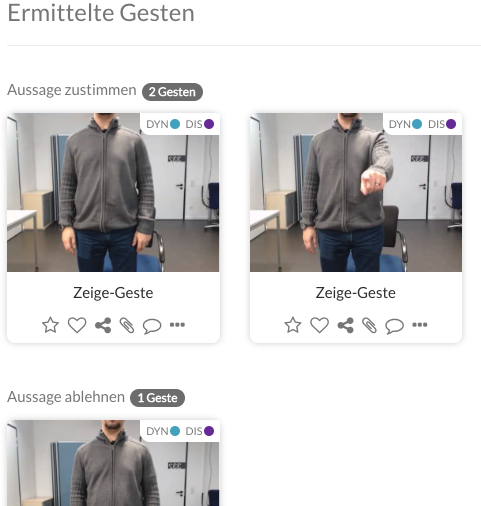 Ermittelte Gesten
Aussage zustimmen 2 Gesten
DYN DIS
DYN DIS
Zeige-Geste
Zeige-Geste
Aussage ablehnen 1 Geste
DYN DIS